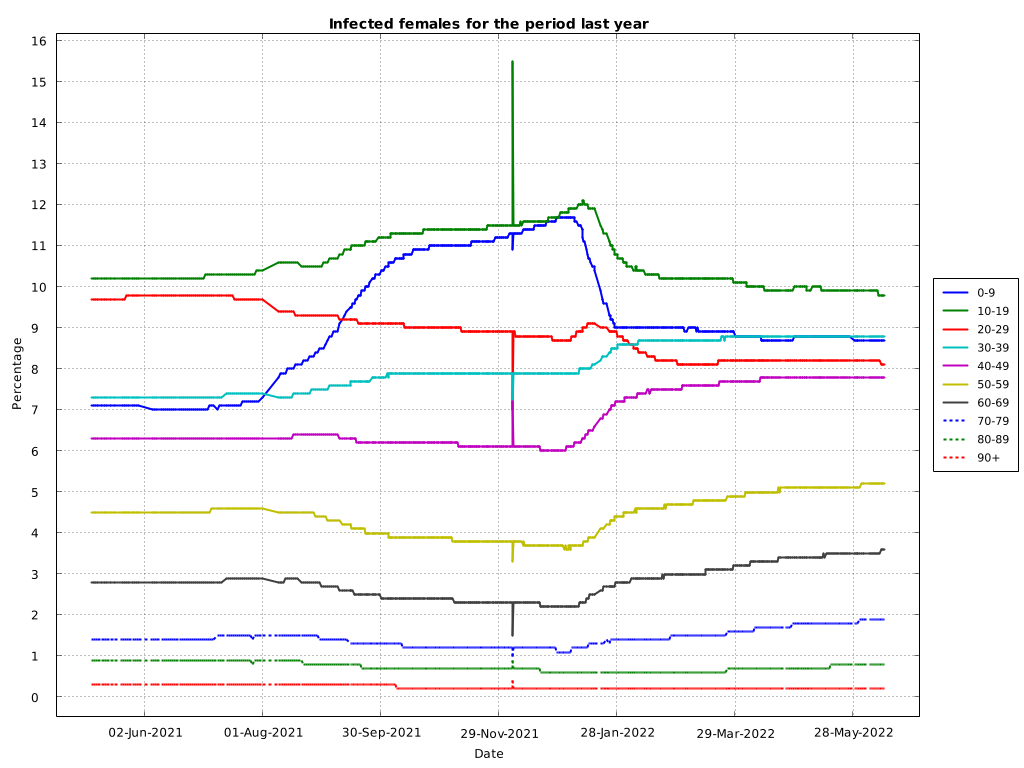 Infected females for the period last year
Percentage
16
15
14
13
12
11
10
9
8
7
6
5
4
3
2
1
0
02-Jun-2021
01-Aug-2021
30-Sep-2021
29-Nov-2021
28-Jan-2022
29-Mar-2022
28-May-2022
Date
0-9
10-19
20-29
30-39
40-49
50-59
60-69
70-79
80-89
90+